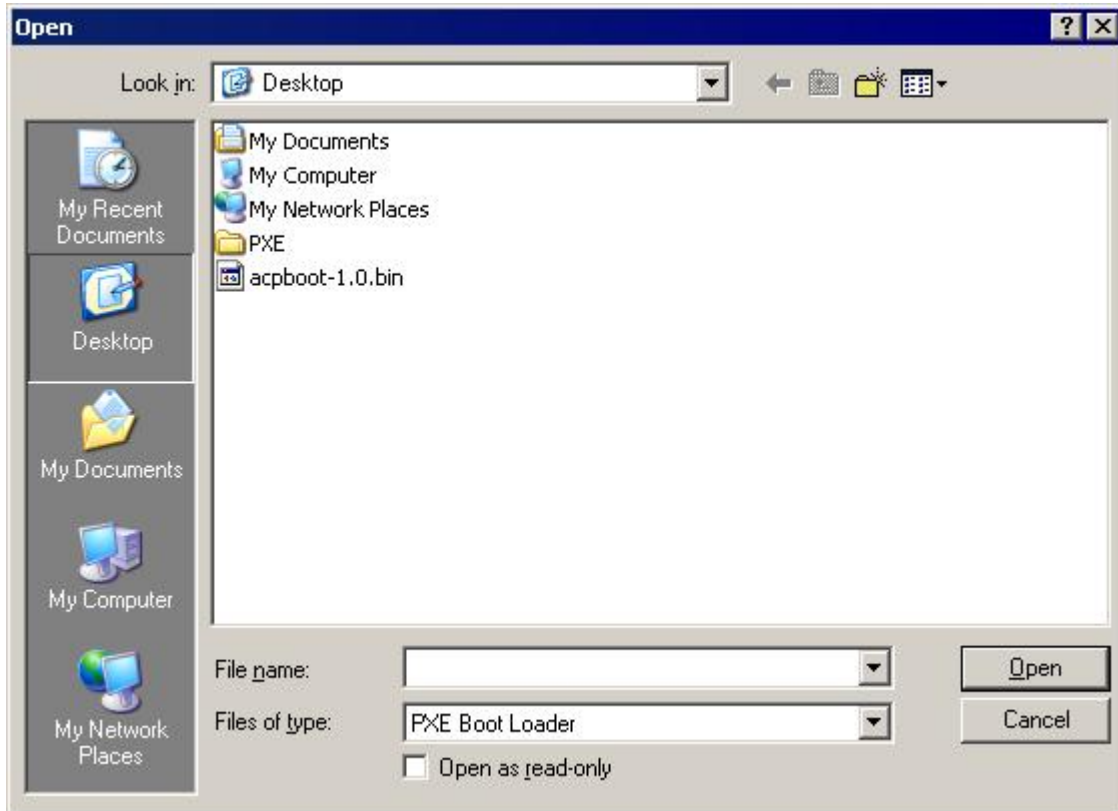 Open
Look in: Desktop
My Recent
Documents
Desktop
My Documents
My Computer
My Network
Places
My Documents
My Computer
My Network Places
PXE
acpboot-1.0.bin
File name:
Open
Files of type: PXE Boot Loader
Cancel
Open as read-only